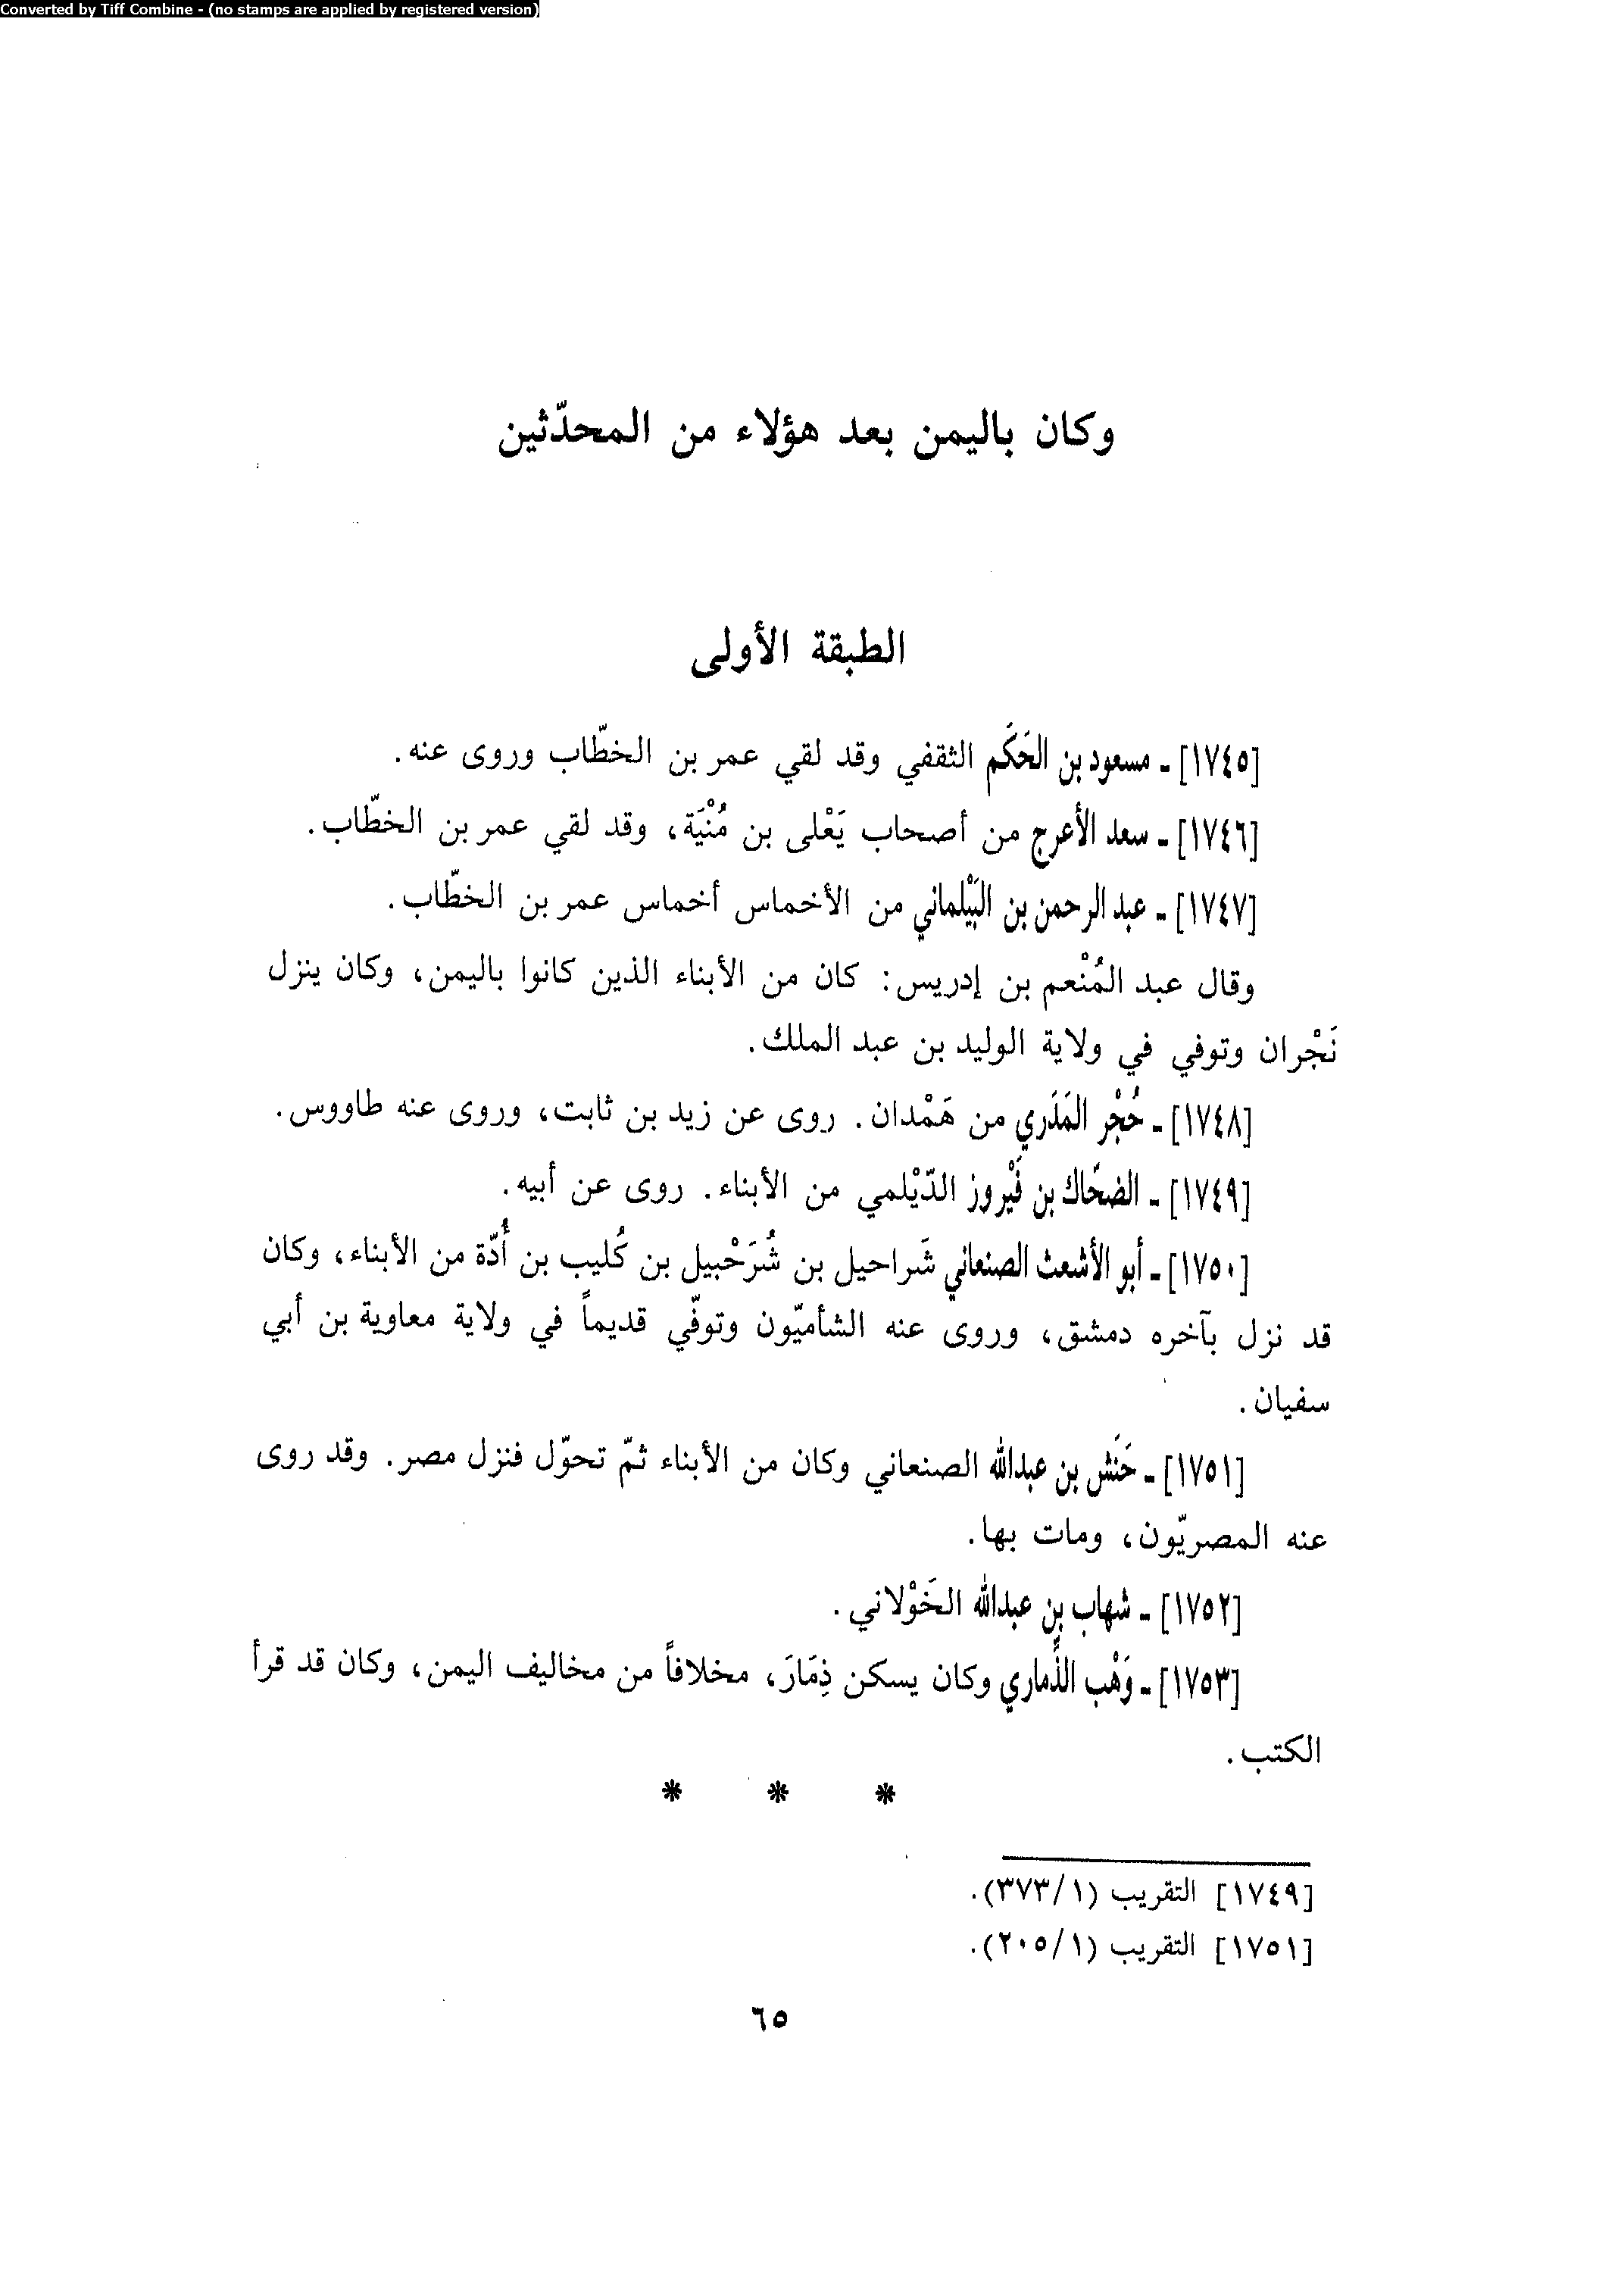 Converted by Tiff Combine - (no stamps are applied by registered version)
وكان باليمن بعد هؤلاء من المحدّثين
الطبقة الأولى
[١٧٤٥] ـ مسعود بن الحَكَم الثقفي وقد لقي عمر بن الخطّاب وروى عنه.
[١٧٤٦] ـ سعد الأعرج من أصحاب يَعْلى بن مُنْيَة، وقد لقي عمر بن الخطّاب.
[١٧٤٧] ـ عبد الرحمن بن البَيْلماني من الأخماس أخماس عمر بن الخطّاب.
وقال عبد المُنْعم بن إدريس: كان من الأبناء الذين كانوا باليمن، وكان ينزل
نَجْران وتوفي في ولاية الوليد بن عبد الملك.
[١٧٤٨] ـ حُجْر المَدَري من هَمْدان. روى عن زيد بن ثابت، وروى عنه طاووس.
[١٧٤٩] ـ الضحّاك بن فَيْروز الدّيْلمي من الأبناء. روى عن أبيه.
[١٧٥٠] ـ أبو الأشعث الصنعاني شَراحيل بن شُرَحْبيل بن كُليب بن أُدّة من الأبناء، وكان
قد نزل بآخره دمشق، وروى عنه الشأميّون وتوفّي قديماً في ولاية معاوية بن أبي
سفيان.
[١٧٥١] ـ حَنَش بن عبدالله الصنعاني وكان من الأبناء ثمّ تحوّل فنزل مصر. وقد روى
عنه المصريّون، ومات بها.
[١٧٥٢] ـ شهاب بن عبدالله الخَوْلاني.
[١٧٥٣] ـ وَهْب الذِّماري وكان يسكن ذِمَارَ، مخلافاً من مخاليف اليمن، وكان قد قرأ
الكتب.
* * *
[١٧٤٩] التقريب (٣٧٣/١).
[١٧٥١] التقريب (٢٠٥/١).
٦٥